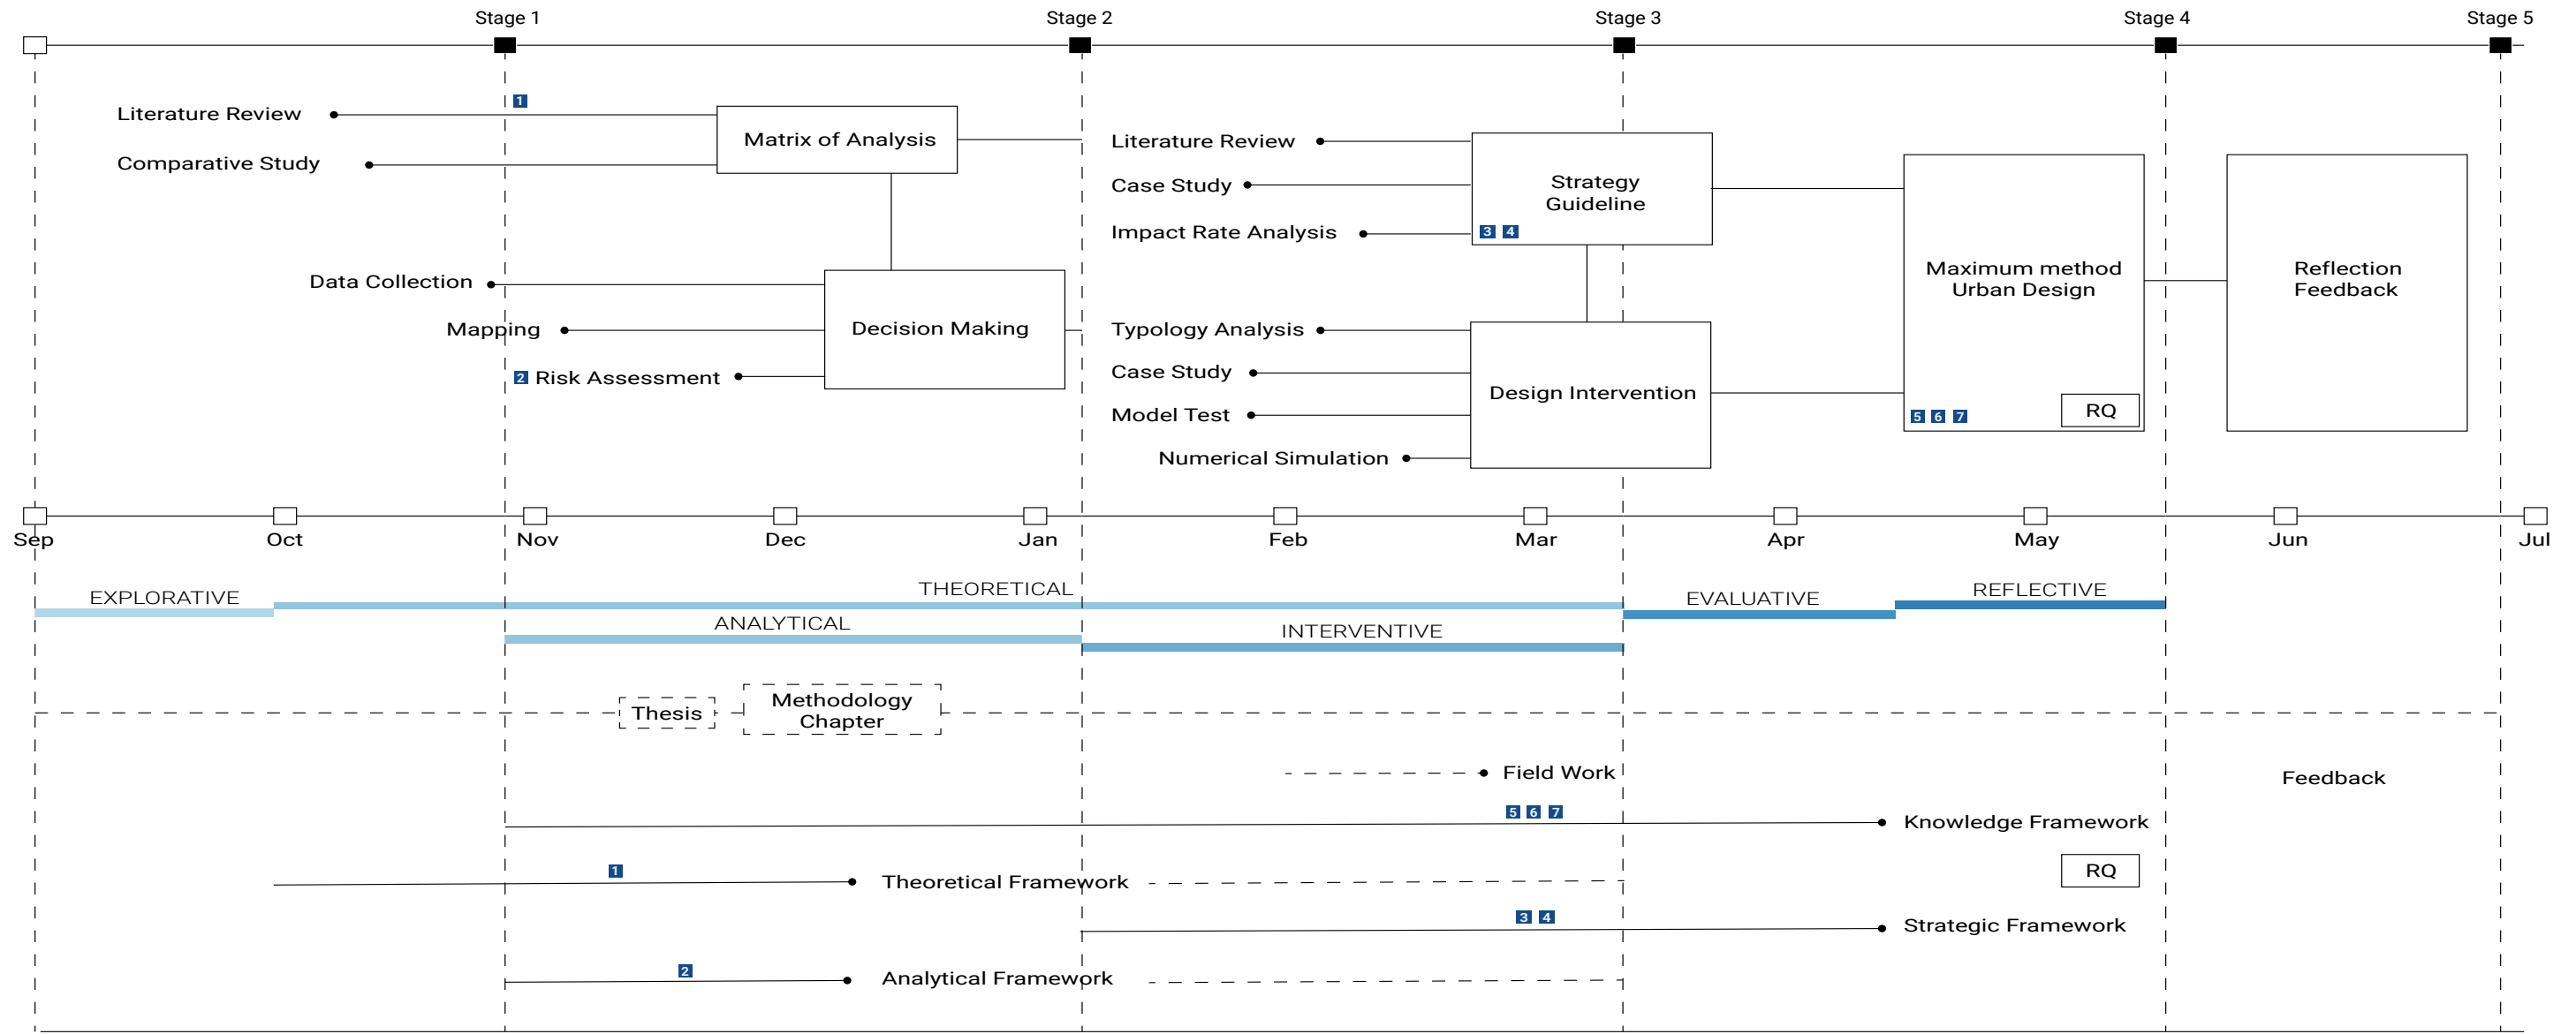 Stage 1
Stage 2
Stage 3
Stage 4
Stage 5
1
Literature Review
Comparative Study
Matrix of Analysis
Data Collection
Mapping
2 Risk Assessment
Decision Making
Literature Review
Case Study
Impact Rate Analysis
Strategy
Guideline
3 4
Typology Analysis
Case Study
Model Test
Numerical Simulation
Design Intervention
Maximum method
Urban Design
5 6 7
RQ
Reflection
Feedback
Sep
Oct
Nov
Dec
Jan
Feb
Mar
Apr
May
Jun
Jul
EXPLORATIVE
THEORETICAL
ANALYTICAL
INTERVENTIVE
EVALUATIVE
REFLECTIVE
Thesis
Methodology
Chapter
Field Work
Feedback
5 6 7
Knowledge Framework
1
Theoretical Framework
RQ
3 4
Strategic Framework
2
Analytical Framework